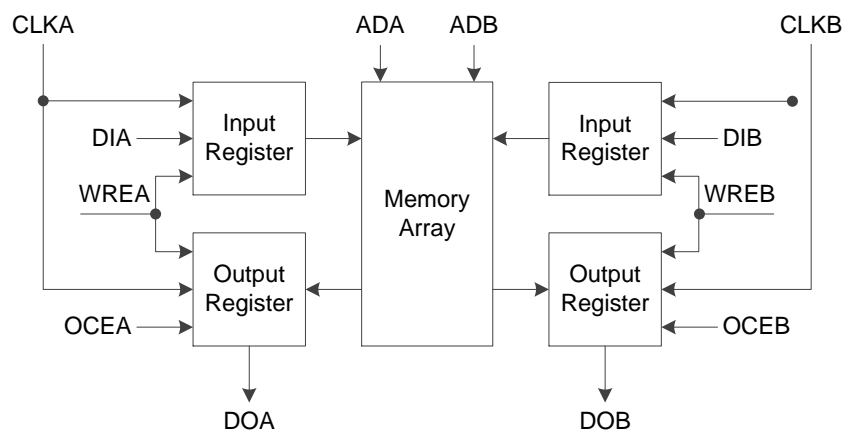 CLKA
ADA
ADB
CLKB
Input
Register
Input
Register
DIA
DIB
WREA
Memory
Array
WREB
Output
Register
Output
Register
OCEA
OCEB
DOA
DOB